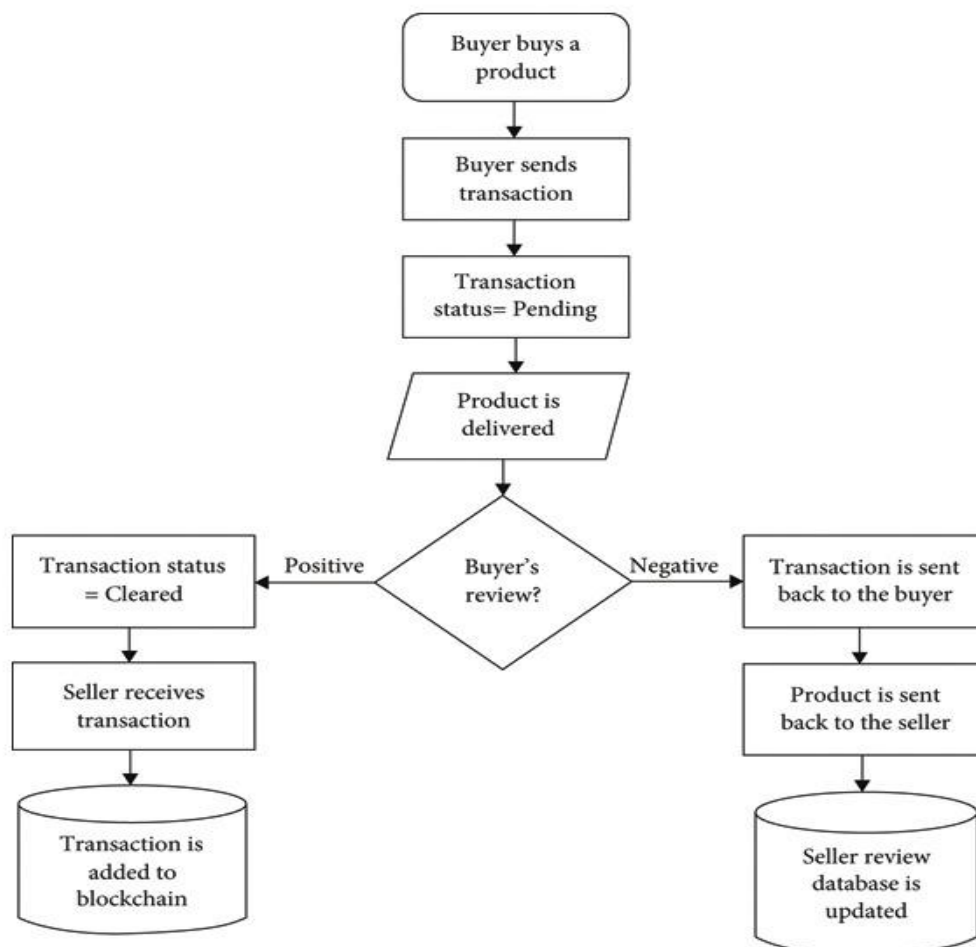 Buyer buys a
product
Buyer sends
transaction
Transaction
status= Pending
Product is
delivered
Buyer's
review?
Positive
Negative
Transaction status
= Cleared
Seller receives
transaction
Transaction is
added to
blockchain
Transaction is sent
back to the buyer
Product is sent
back to the seller
Seller review
database is
updated